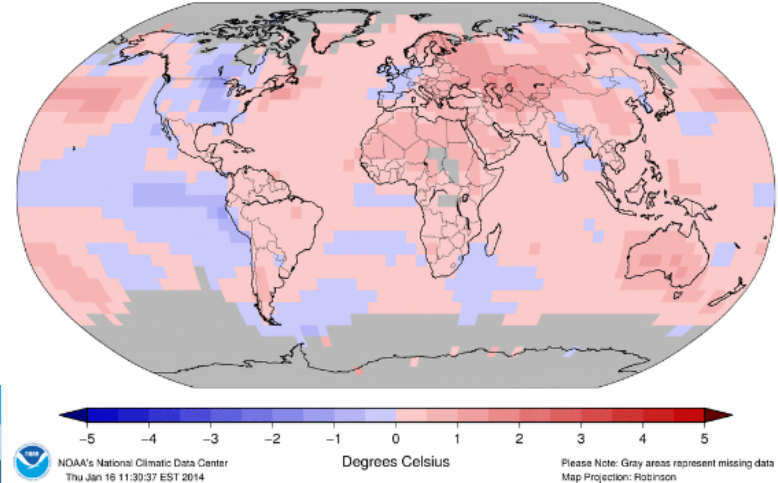 −5 −4 −3 −2 −1 0 1 2 3 4 5
Degrees Celsius
NOAA's National Climatic Data Center
Thu Jan 16 11:30:37 EST 2014
Please Note: Gray areas represent missing data
Map Projection: Robinson